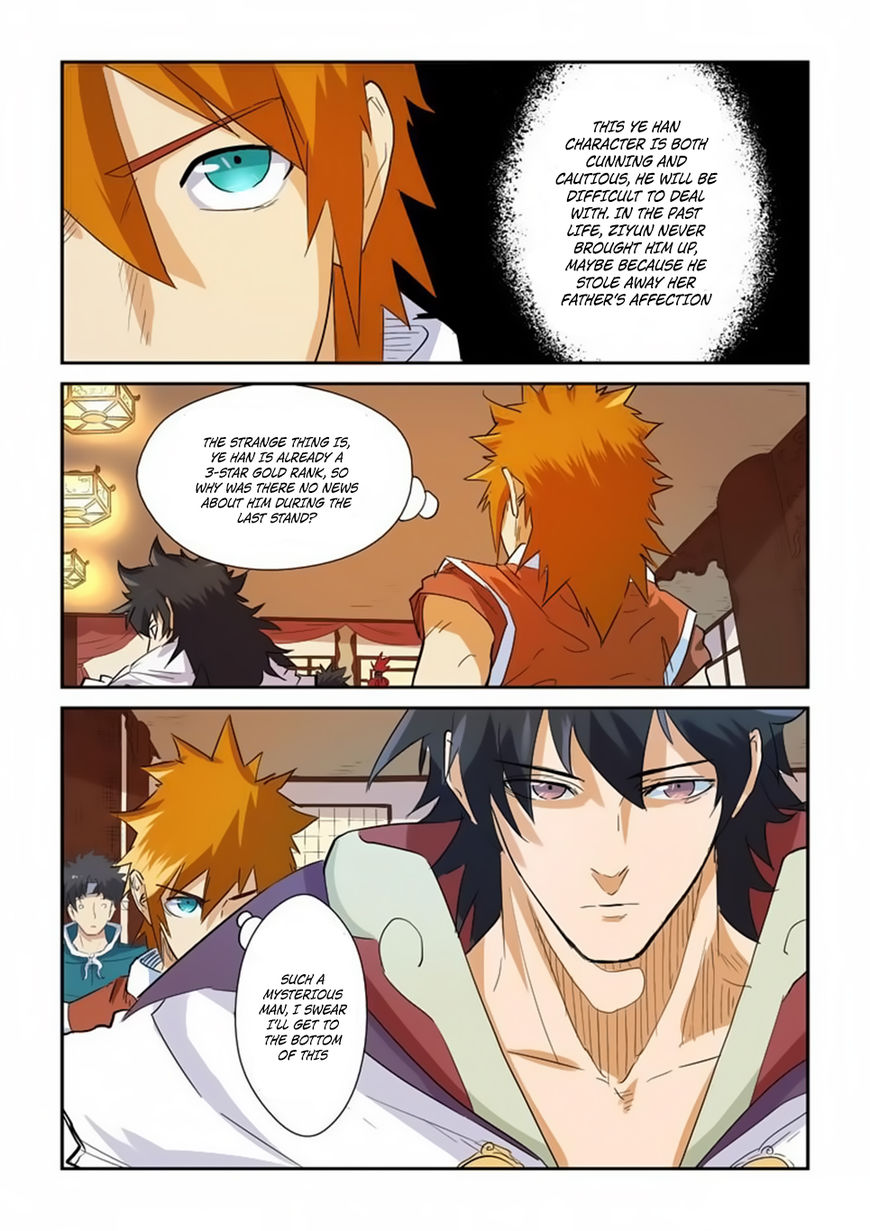 THIS YE HAN
CHARACTER IS BOTH
CUNNING AND
CAUTIOUS, HE WILL BE
DIFFICULT TO DEAL
WITH. IN THE PAST
LIFE, ZIYUN NEVER
BROUGHT HIM UP,
MAYBE BECAUSE HE
STOLE AWAY HER
FATHER'S AFFECTION
THE STRANGE THING IS,
YE HAN IS ALREADY A
3-STAR GOLD RANK, SO
WHY WAS THERE NO NEWS
ABOUT HIM DURING THE
LAST STAND?
SUCH A
MYSTERIOUS
MAN, I SWEAR
I'LL GET TO
THE BOTTOM
OF THIS